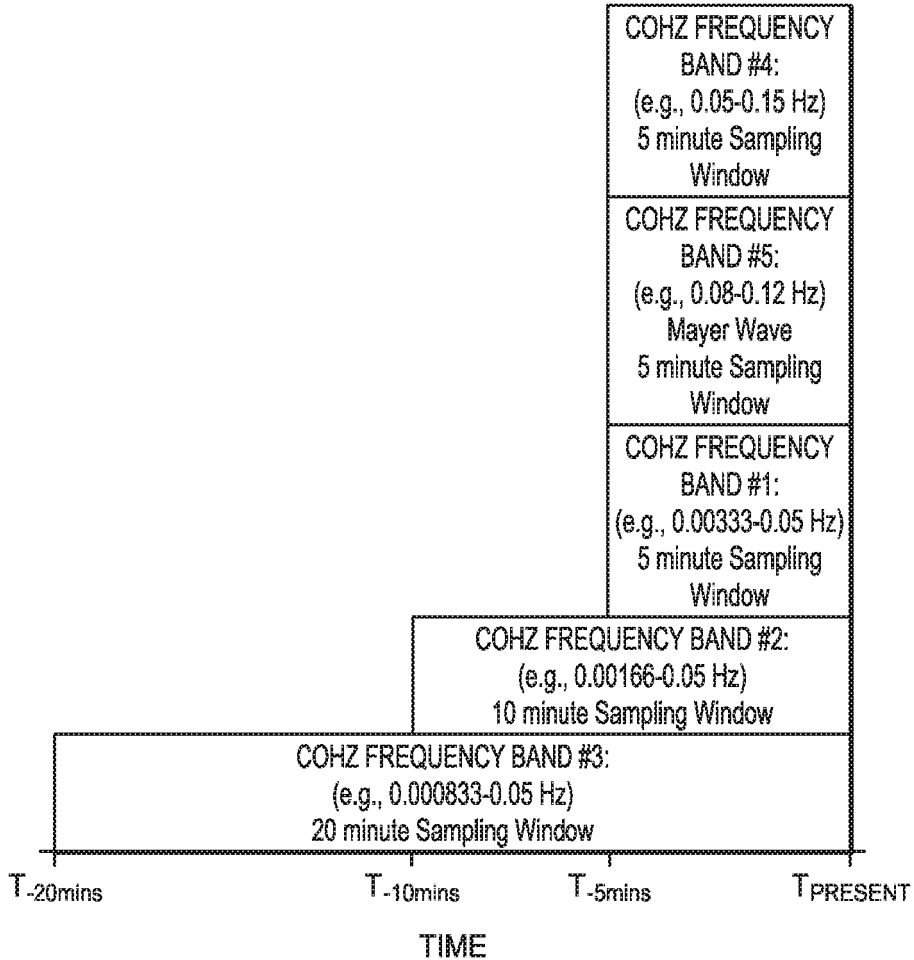 COHZ FREQUENCY
BAND #4:
(e.g., 0.05-0.15 Hz)
5 minute Sampling
Window
COHZ FREQUENCY
BAND #5:
(e.g., 0.08-0.12 Hz)
Mayer Wave
5 minute Sampling
Window
COHZ FREQUENCY
BAND #1:
(e.g., 0.00333-0.05 Hz)
5 minute Sampling
Window
COHZ FREQUENCY BAND #2:
(e.g., 0.00166-0.05 Hz)
10 minute Sampling Window
COHZ FREQUENCY BAND #3:
(e.g., 0.000833-0.05 Hz)
20 minute Sampling Window
T-20mins T-10mins T-5mins TPRESENT
TIME